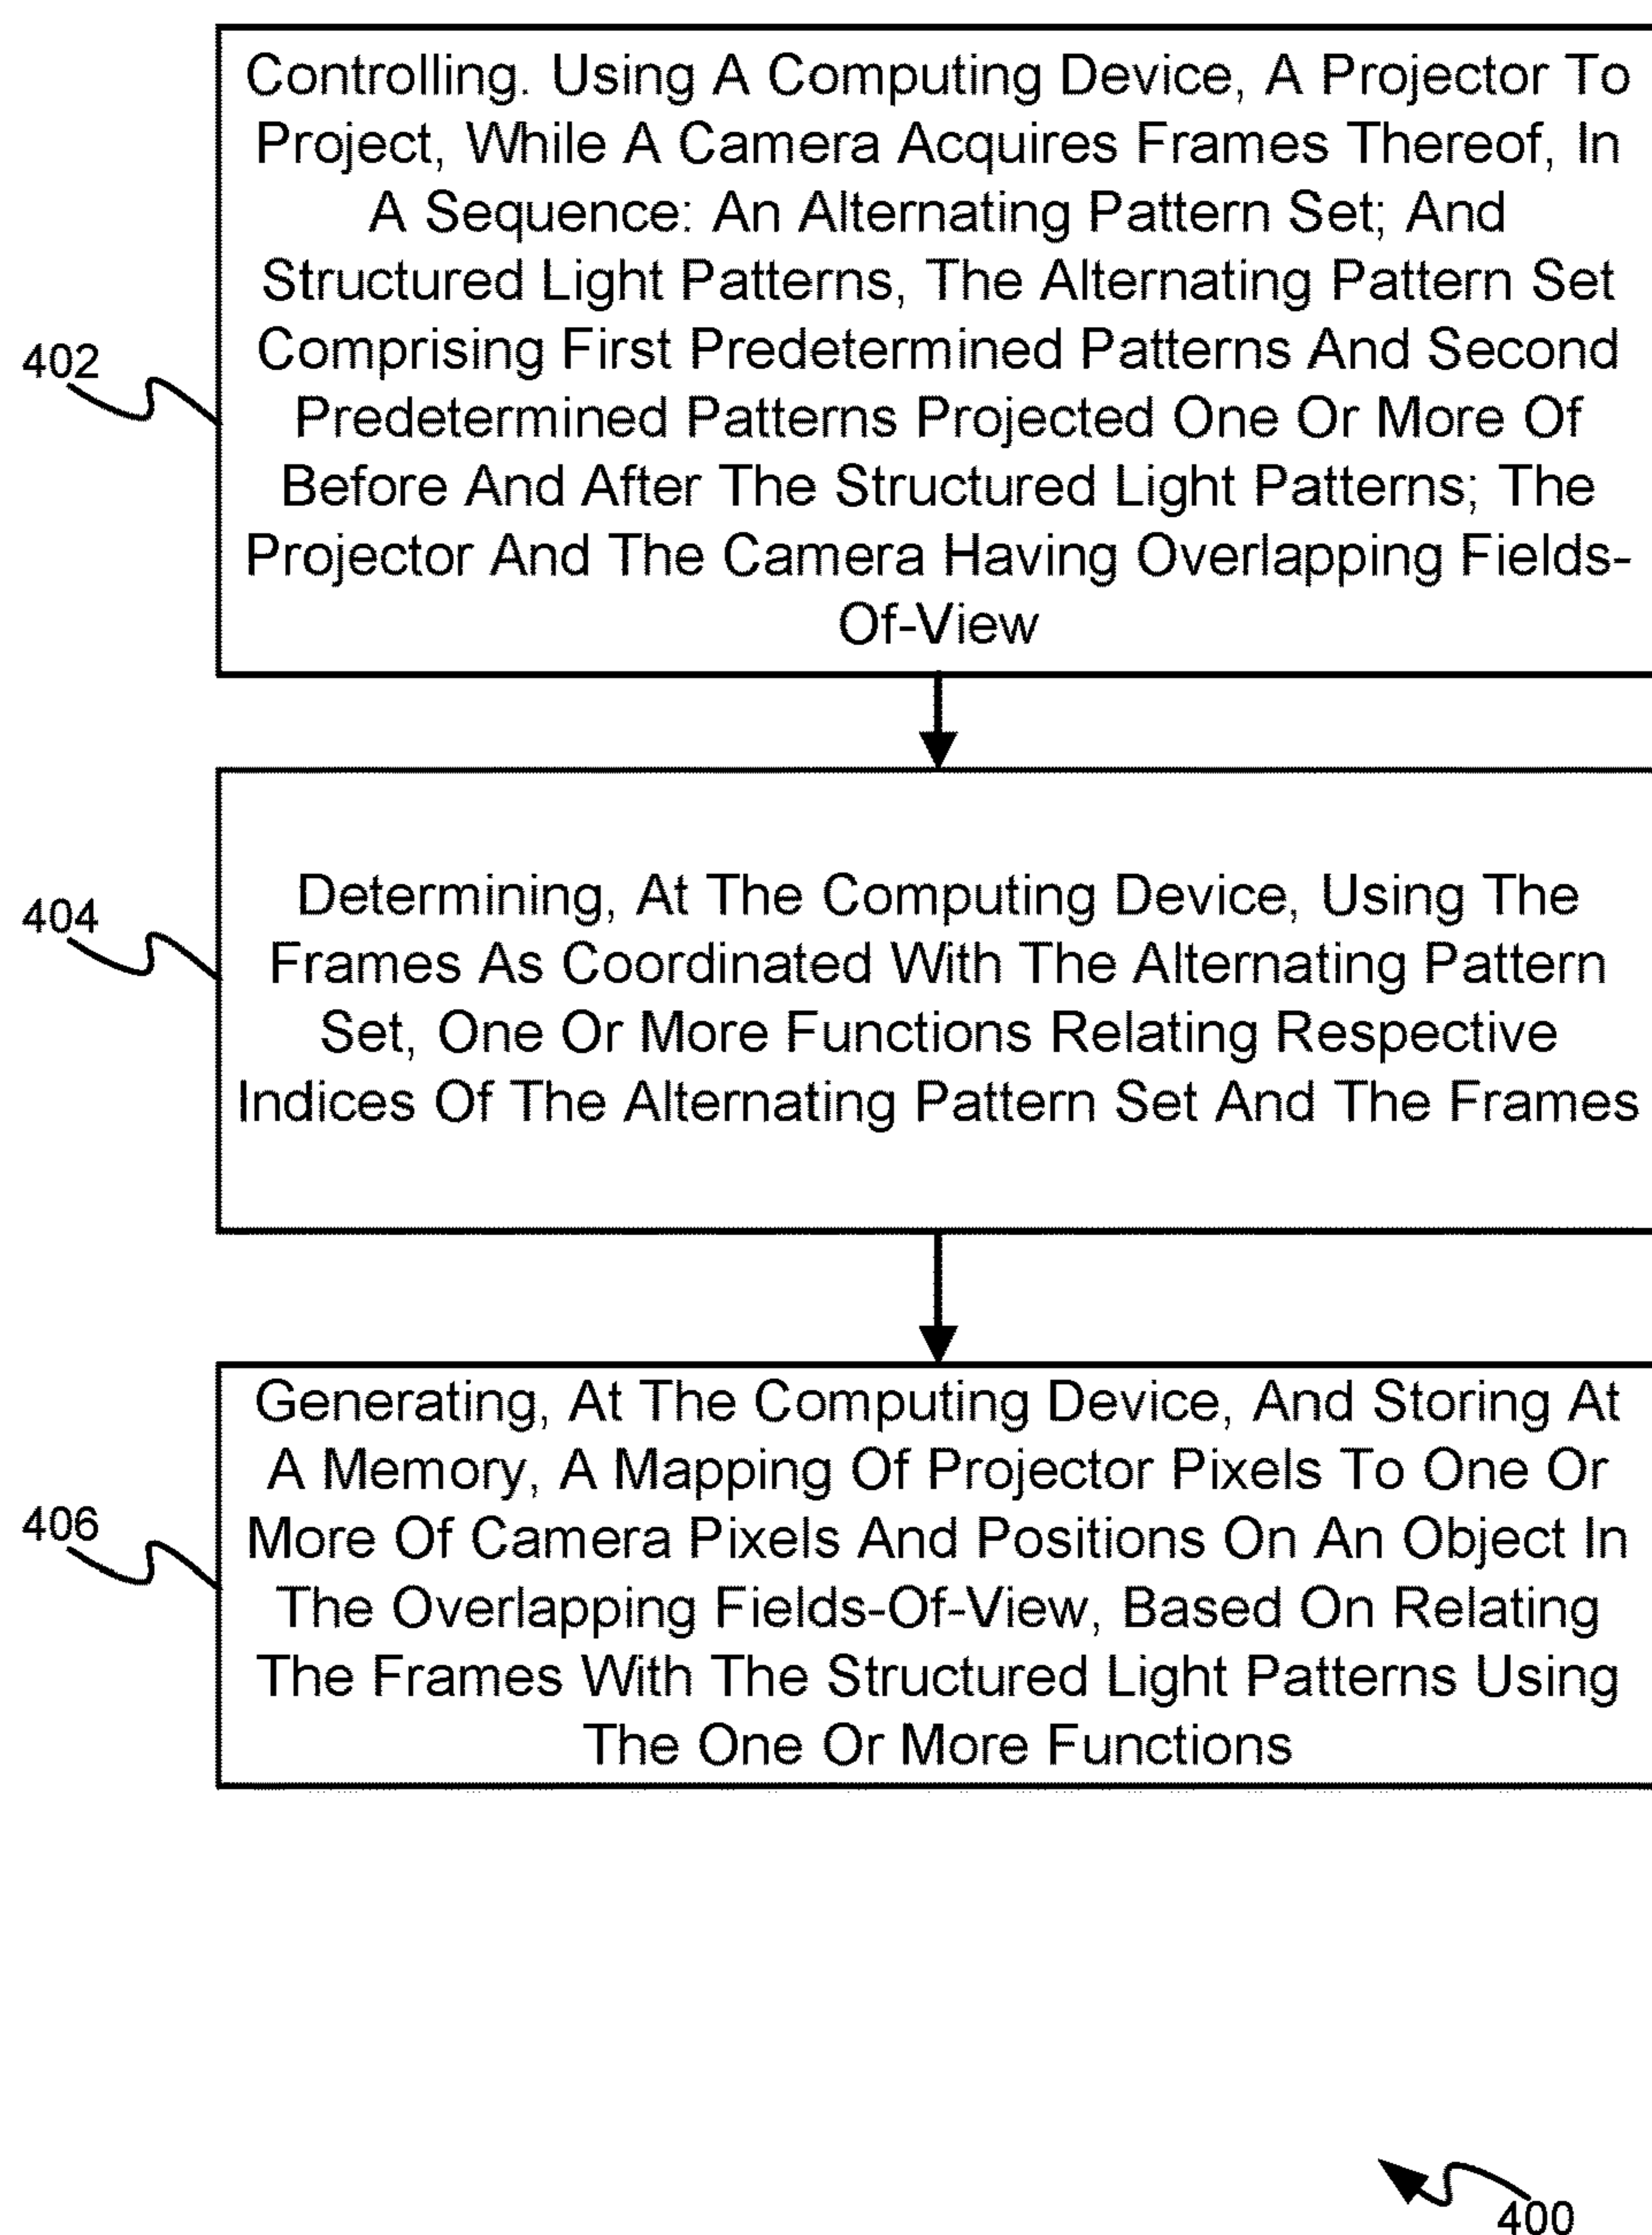 Controlling. Using A Computing Device, A Projector To
Project, While A Camera Acquires Frames Thereof, In
A Sequence: An Alternating Pattern Set; And
Structured Light Patterns, The Alternating Pattern Set
Comprising First Predetermined Patterns And Second
Predetermined Patterns Projected One Or More Of
Before And After The Structured Light Patterns; The
Projector And The Camera Having Overlapping Fields-
Of-View
402
Determining, At The Computing Device, Using The
Frames As Coordinated With The Alternating Pattern
Set, One Or More Functions Relating Respective
Indices Of The Alternating Pattern Set And The Frames
404
Generating, At The Computing Device, And Storing At
A Memory, A Mapping Of Projector Pixels To One Or
More Of Camera Pixels And Positions On An Object In
The Overlapping Fields-Of-View, Based On Relating
The Frames With The Structured Light Patterns Using
The One Or More Functions
406
400